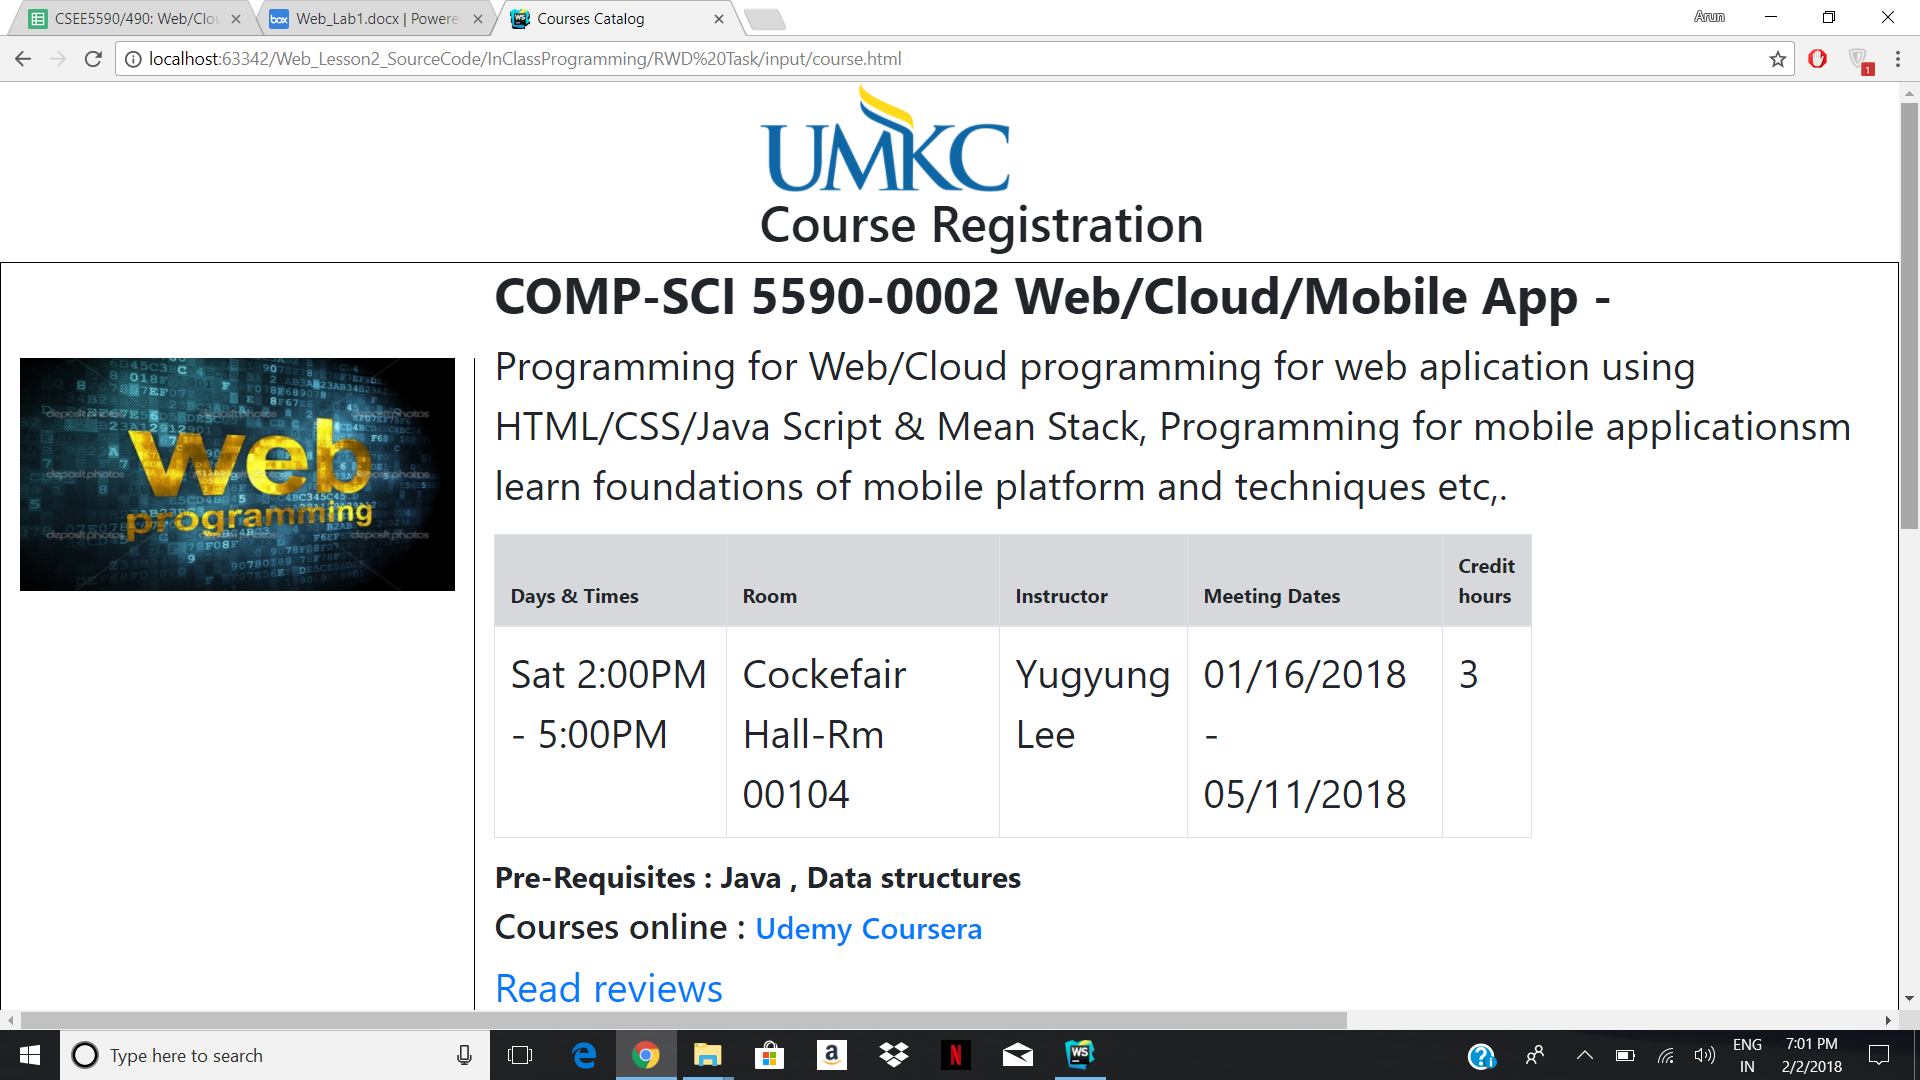 CSEE5590/490: Web/Clou
Web_Lab1.docx | Powere
Courses Catalog
Arun
localhost:63342/Web_Lesson2_SourceCode/InClassProgramming/RWD%20Task/input/course.html
1
UMKC
Course Registration
COMP-SCI 5590-0002 Web/Cloud/Mobile App -
Programming for Web/Cloud programming for web aplication using
HTML/CSS/Java Script & Mean Stack, Programming for mobile applicationsm
learn foundations of mobile platform and techniques etc,.
web
programming
depositphotos
Days & Times Room Instructor Meeting Dates Credit hours
Sat 2:00PM - 5:00PM Cockefair Hall-Rm 00104 Yugyung Lee 01/16/2018 - 05/11/2018 3
Pre-Requisites : Java , Data structures
Courses online : Udemy Coursera
Read reviews
Type here to search
ENG
IN
7:01 PM
2/2/2018